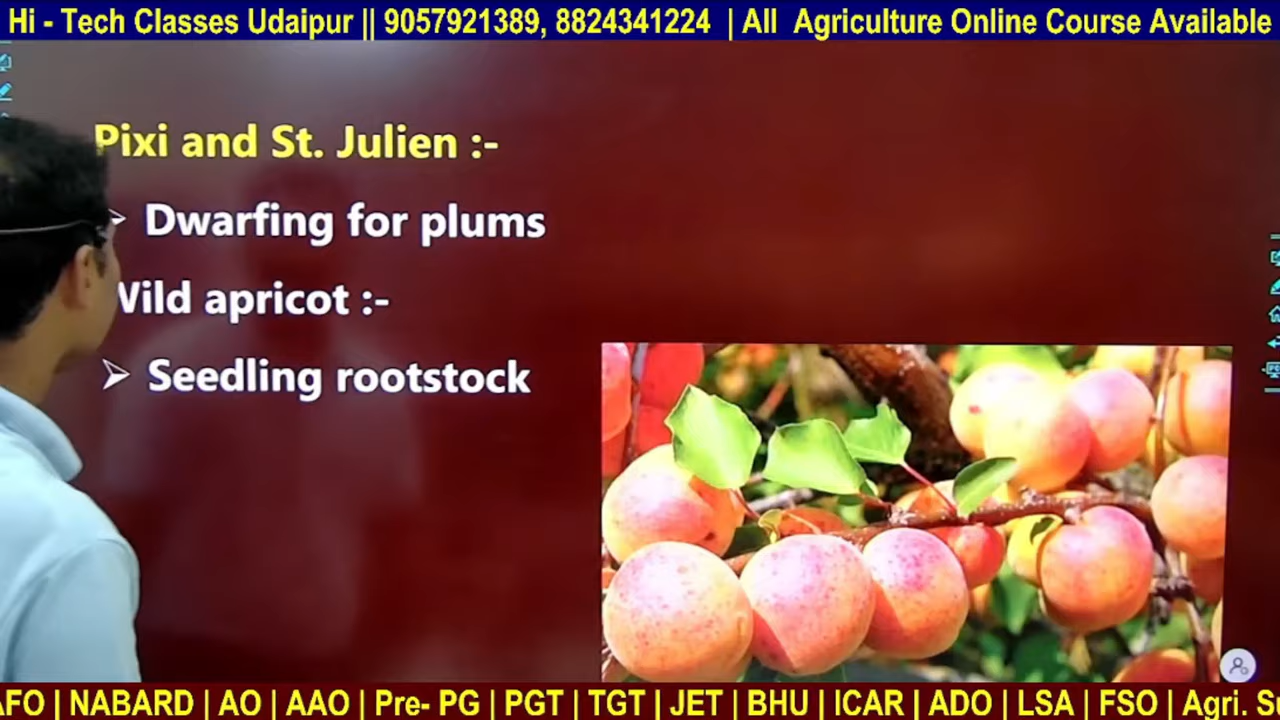 Hi - Tech Classes Udaipur || 9057921389, 8824341224 | All Agriculture Online Course Available
Pixi and St. Julien :-
➢ Dwarfing for plums
Wild apricot :-
➢ Seedling rootstock
AFO | NABARD | AO | AAO | Pre- PG | PGT | TGT | JET | BHU | ICAR | ADO | LSA | FSO | Agri.